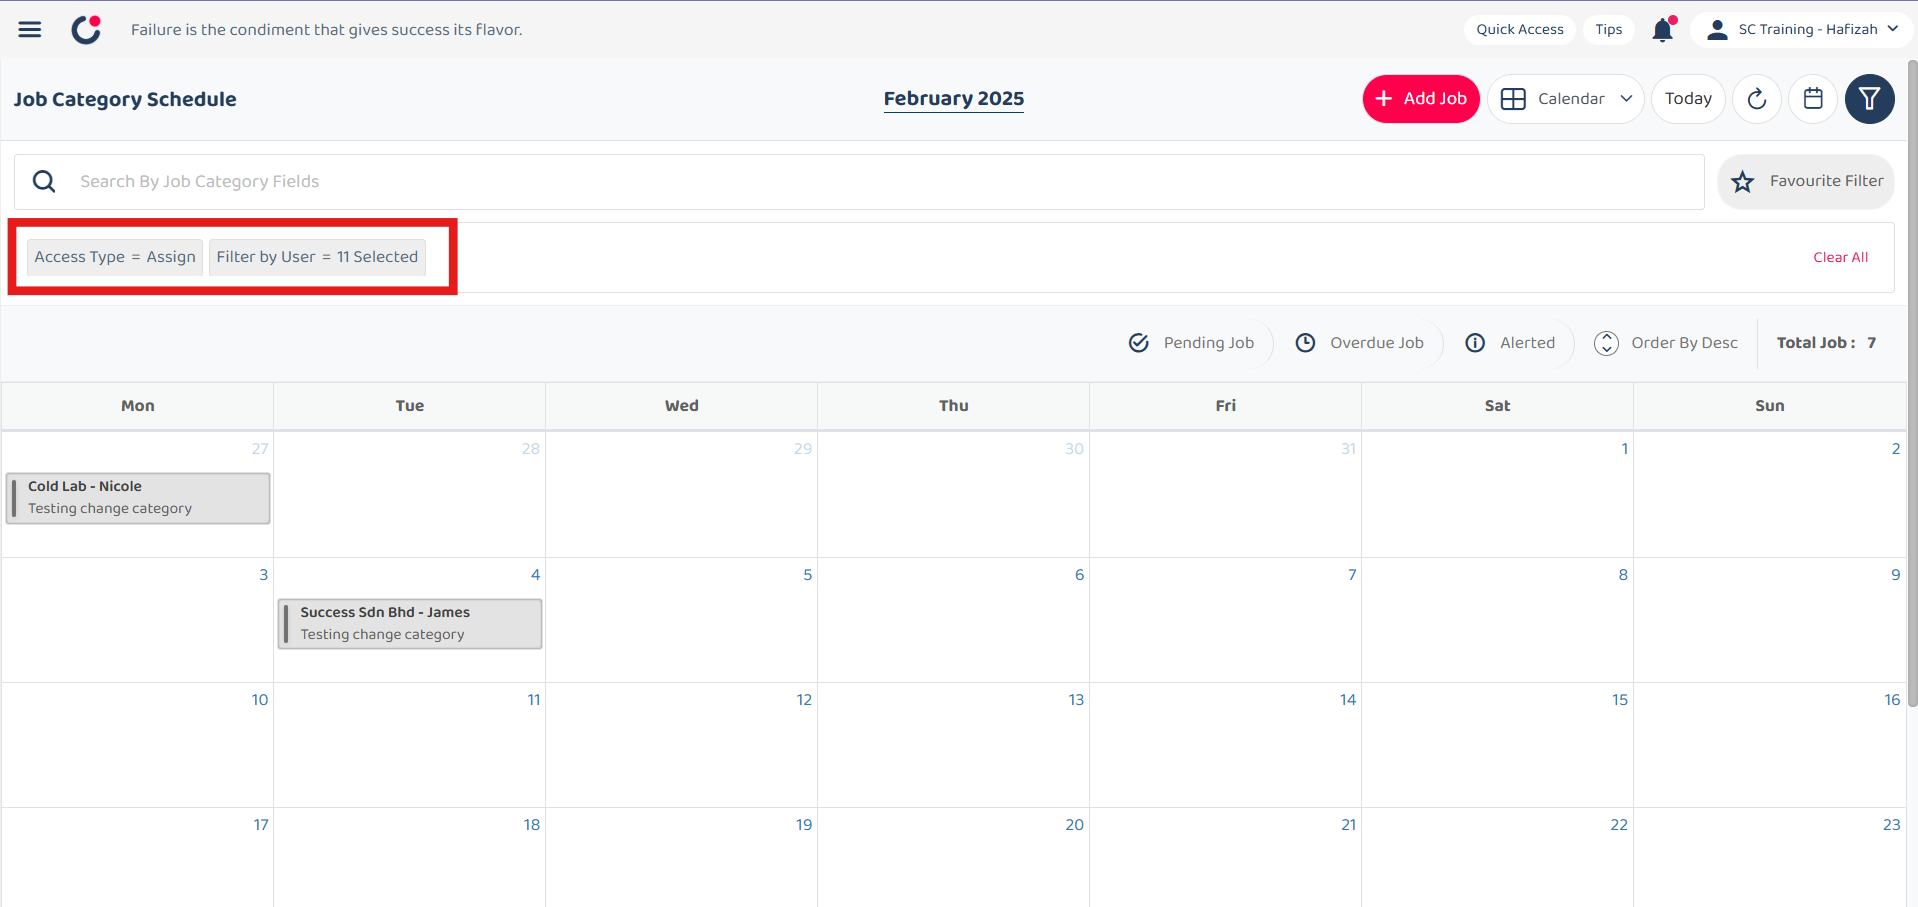 Failure is the condiment that gives success its flavor.
Quick Access
Tips
SC Training - Hafizah
Job Category Schedule
February 2025
+ Add Job
Calendar
Today
Search By Job Category Fields
Favourite Filter
Access Type = Assign
Filter by User = 11 Selected
Clear All
Pending Job
Overdue Job
Alerted
Order By Desc
Total Job : 7
Mon Tue Wed Thu Fri Sat Sun
27 28 29 30 31 1 2
Cold Lab - Nicole
Testing change category
3 4 5 6 7 8 9
Success Sdn Bhd - James
Testing change category
10 11 12 13 14 15 16
17 18 19 20 21 22 23